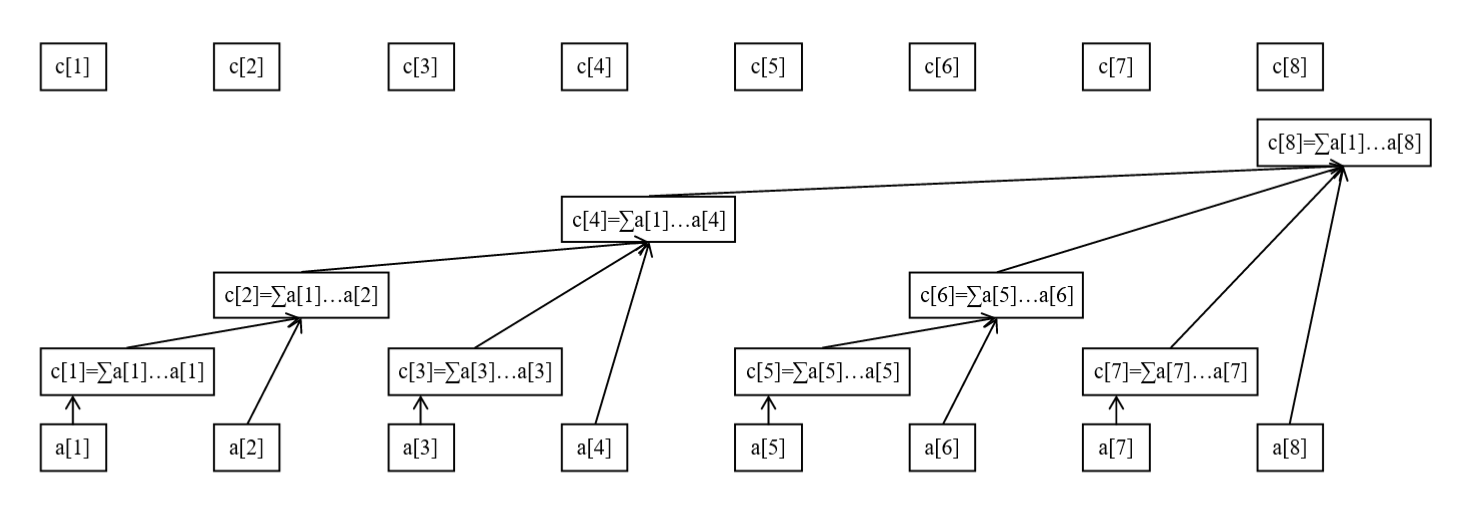 c[1] c[2] c[3] c[4] c[5] c[6] c[7] c[8]
c[8]=∑a[1]…a[8]
c[4]=∑a[1]…a[4]
c[2]=∑a[1]…a[2] c[6]=∑a[5]…a[6]
c[1]=∑a[1]…a[1] c[3]=∑a[3]…a[3] c[5]=∑a[5]…a[5] c[7]=∑a[7]…a[7]
a[1] a[2] a[3] a[4] a[5] a[6] a[7] a[8]